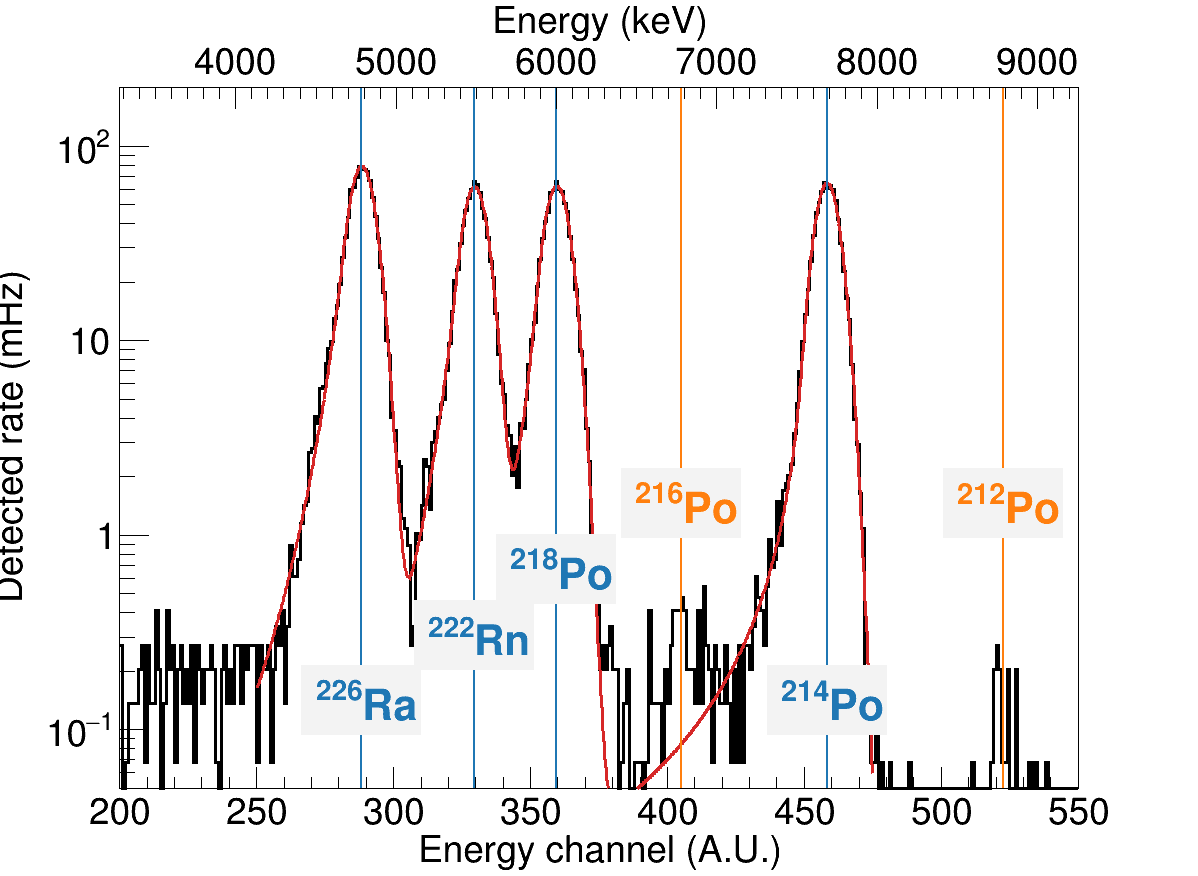 Energy (keV)
4000 5000 6000 7000 8000 9000
10²
10
1
10⁻¹
Detected rate (mHz)
²¹⁶Po
²¹²Po
²¹⁸Po
²²²Rn
²²⁶Ra
²¹⁴Po
200 250 300 350 400 450 500 550
Energy channel (A.U.)